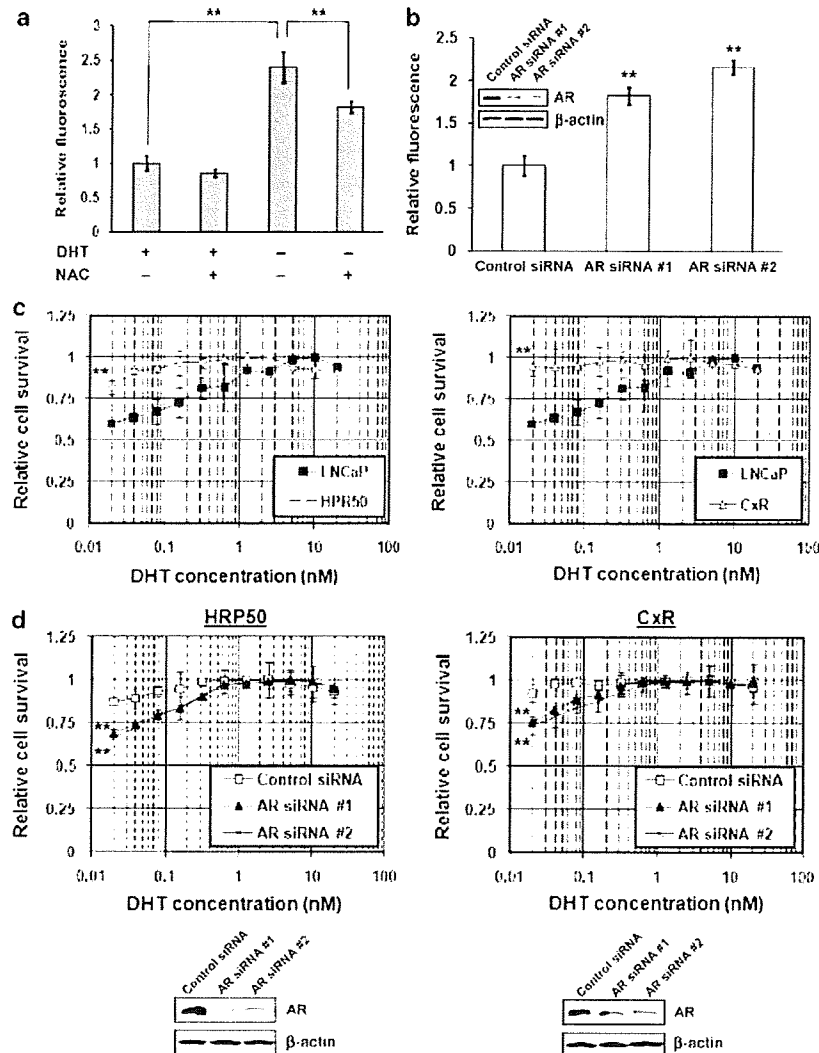 a
**
**
Relative fluorescence
3
2.5
2
1.5
1
0.5
0
DHT + + − −
NAC − + − +
b
Relative fluorescence
2.5
2
1.5
1
0.5
0
Control siRNA
AR siRNA #1
AR siRNA #2
AR
β-actin
**
**
Control siRNA AR siRNA #1 AR siRNA #2
c
Relative cell survival
1.25
1
0.75
0.5
0.25
0
**
LNCaP
HPR50
0.01 0.1 1 10 100
DHT concentration (nM)
Relative cell survival
1.25
1
0.75
0.5
0.25
0
**
LNCaP
CxR
0.01 0.1 1 10 100
DHT concentration (nM)
d
HRP50
Relative cell survival
1.25
1
0.75
0.5
0.25
0
**
**
Control siRNA
AR siRNA #1
AR siRNA #2
0.01 0.1 1 10 100
DHT concentration (nM)
Control siRNA
AR siRNA #1
AR siRNA #2
AR
β-actin
CxR
Relative cell survival
1.25
1
0.75
0.5
0.25
0
**
**
Control siRNA
AR siRNA #1
AR siRNA #2
0.01 0.1 1 10 100
DHT concentration (nM)
Control siRNA
AR siRNA #1
AR siRNA #2
AR
β-actin